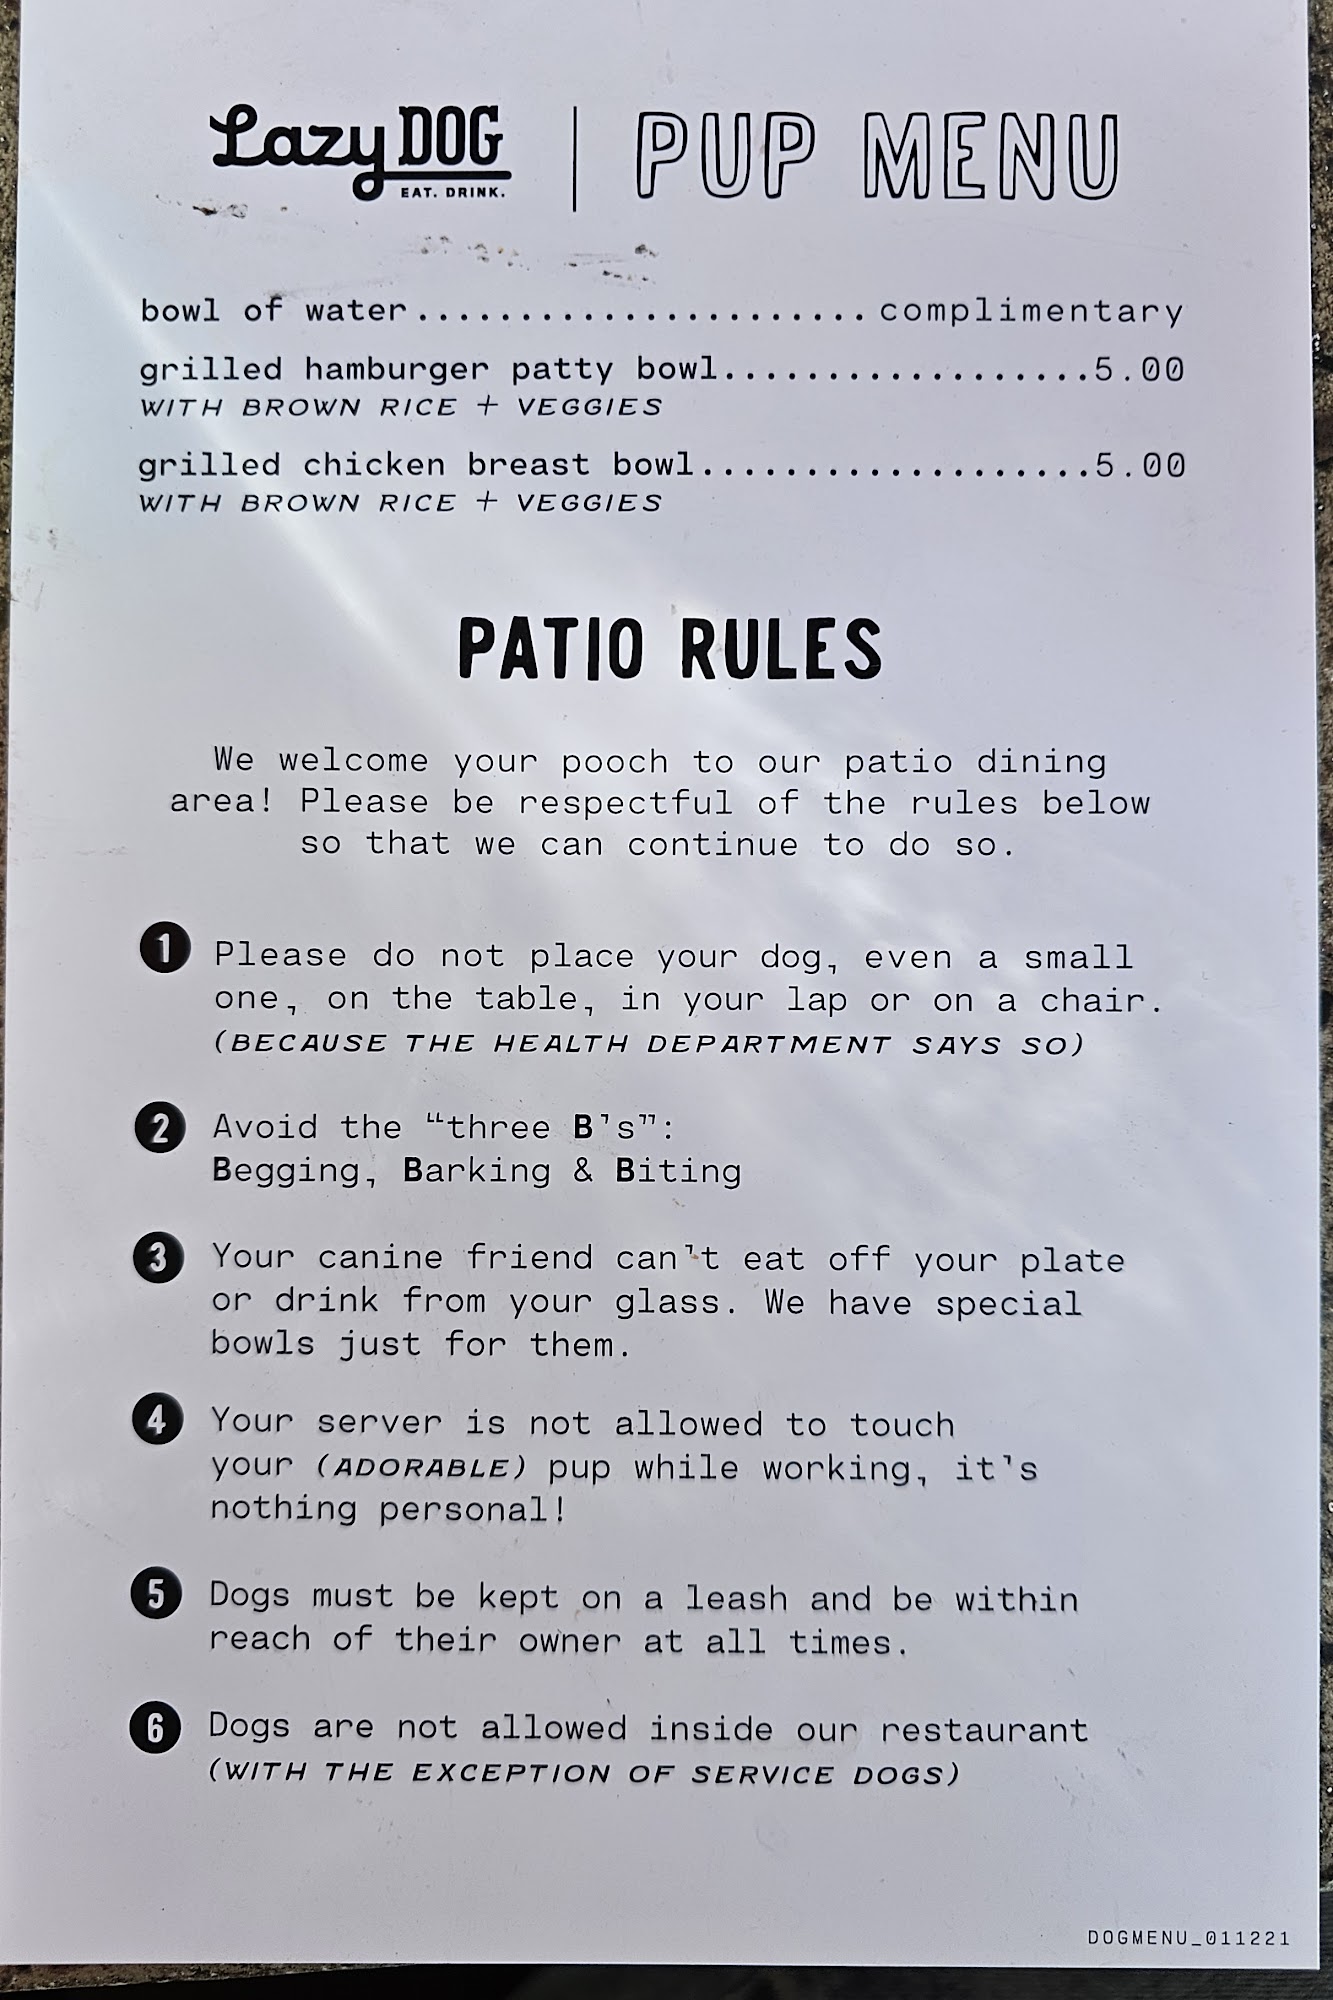 Lazy DOG
EAT. DRINK.
PUP MENU
bowl of water......................complimentary
grilled hamburger patty bowl..................5.00
WITH BROWN RICE + VEGGIES
grilled chicken breast bowl...................5.00
WITH BROWN RICE + VEGGIES
PATIO RULES
We welcome your pooch to our patio dining
area! Please be respectful of the rules below
so that we can continue to do so.
1 Please do not place your dog, even a small
one, on the table, in your lap or on a chair.
(BECAUSE THE HEALTH DEPARTMENT SAYS SO)
2 Avoid the “three B's”:
Begging, Barking & Biting
3 Your canine friend can't eat off your plate
or drink from your glass. We have special
bowls just for them.
4 Your server is not allowed to touch
your (ADORABLE) pup while working, it's
nothing personal!
5 Dogs must be kept on a leash and be within
reach of their owner at all times.
6 Dogs are not allowed inside our restaurant
(WITH THE EXCEPTION OF SERVICE DOGS)
DOGMENU_011221